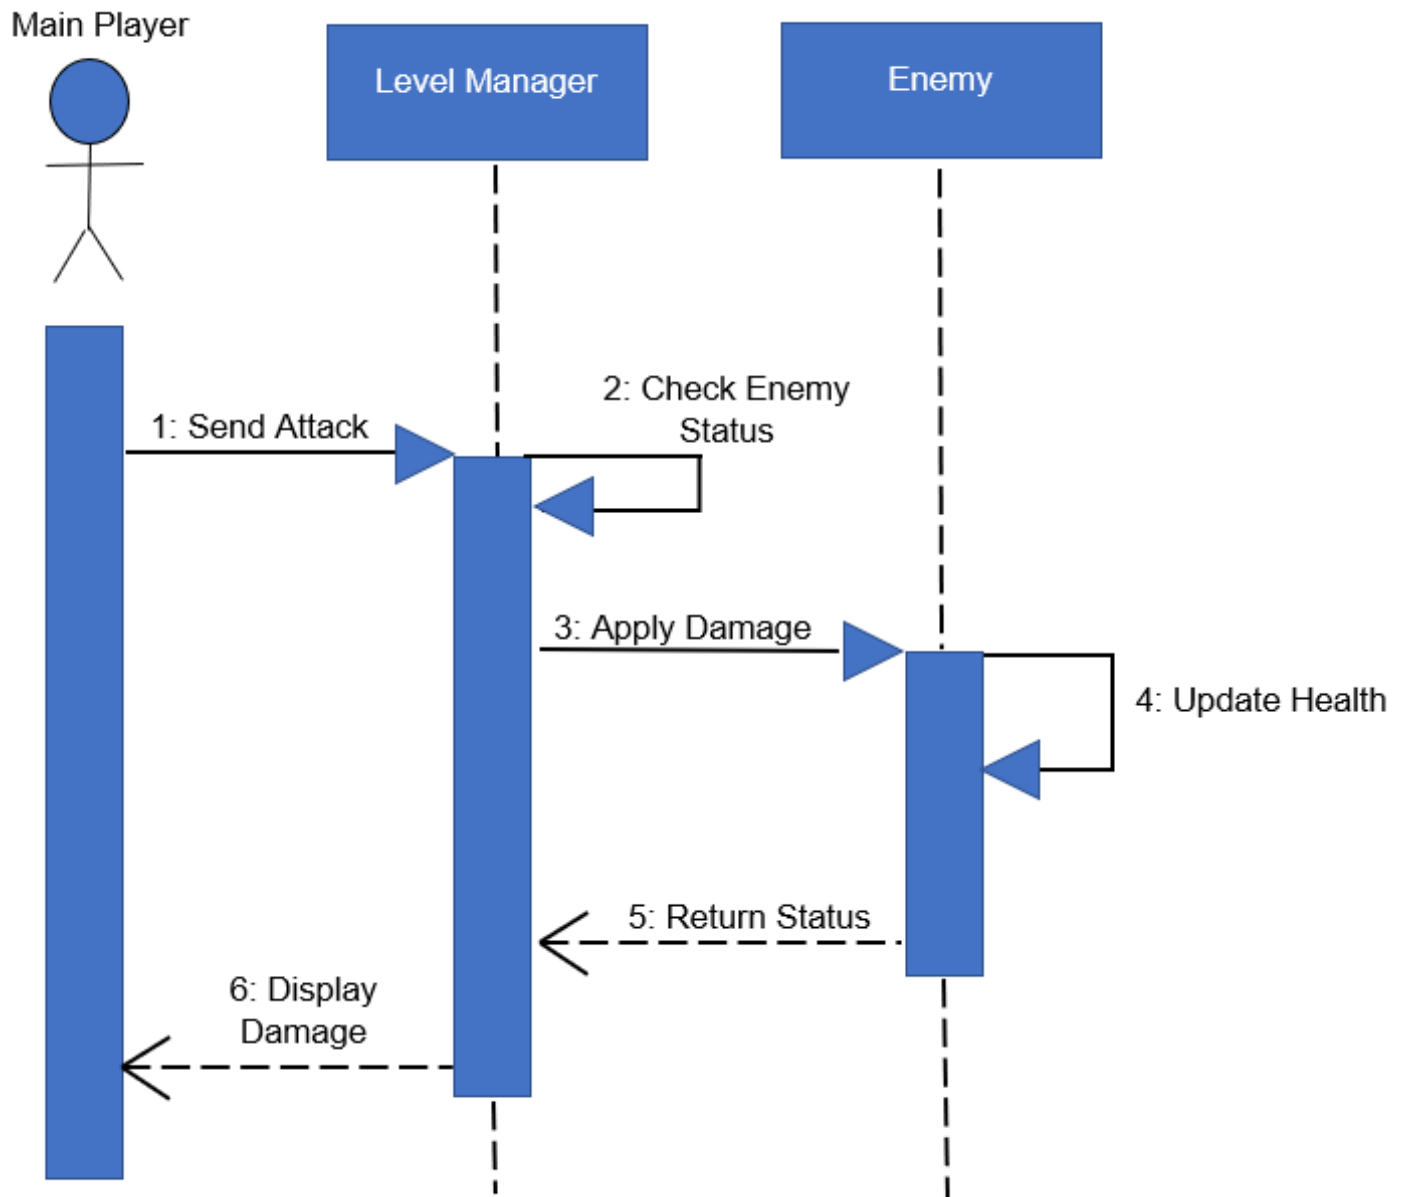 Main Player
Level Manager
Enemy
2: Check Enemy
Status
1: Send Attack
3: Apply Damage
4: Update Health
5: Return Status
6: Display
Damage